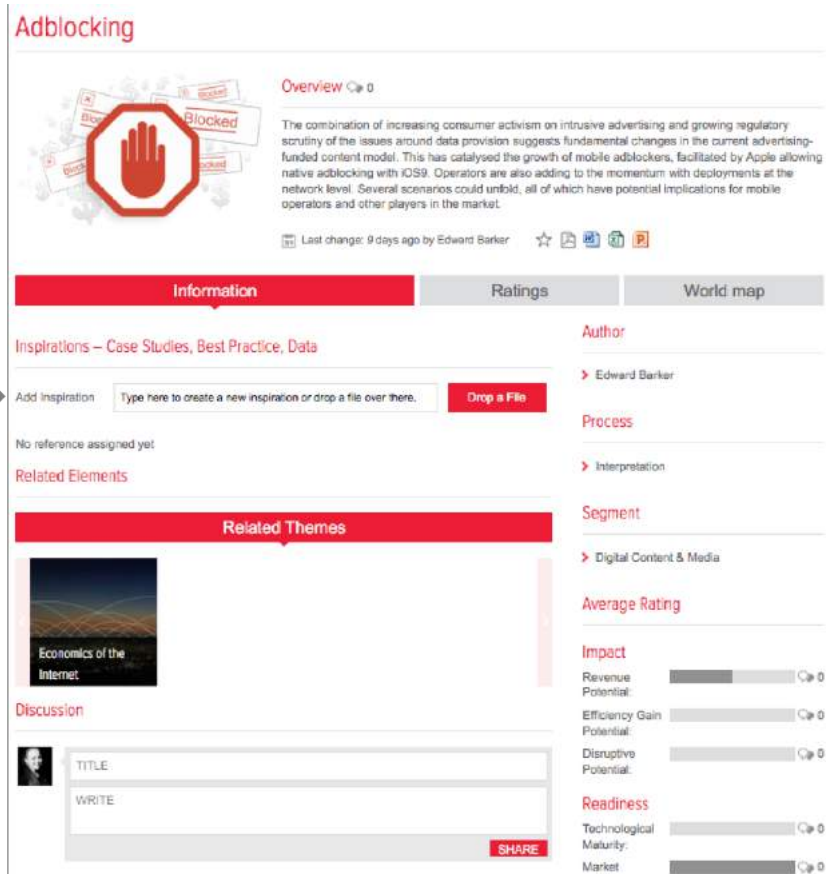 Adblocking
Blocked
Blocked
Overview 0
The combination of increasing consumer activism on intrusive advertising and growing regulatory
scrutiny of the issues around data provision suggests fundamental changes in the current advertising-
funded content model. This has catalysed the growth of mobile adblockers, facilitated by Apple allowing
native adblocking with iOS9. Operators are also adding to the momentum with deployments at the
network level. Several scenarios could unfold, all of which have potential implications for mobile
operators and other players in the market.
Last change: 9 days ago by Edward Barker
Information
Ratings
World map
Inspirations – Case Studies, Best Practice, Data
Add Inspiration
Type here to create a new inspiration or drop a file over there.
Drop a File
No reference assigned yet
Related Elements
Related Themes
Economics of the
Internet
Discussion
TITLE
WRITE
SHARE
Author
Edward Barker
Process
Interpretation
Segment
Digital Content & Media
Average Rating
Impact
Revenue 0
Potential:
Efficiency Gain 0
Potential:
Disruptive 0
Potential:
Readiness
Technological 0
Maturity:
Market 0